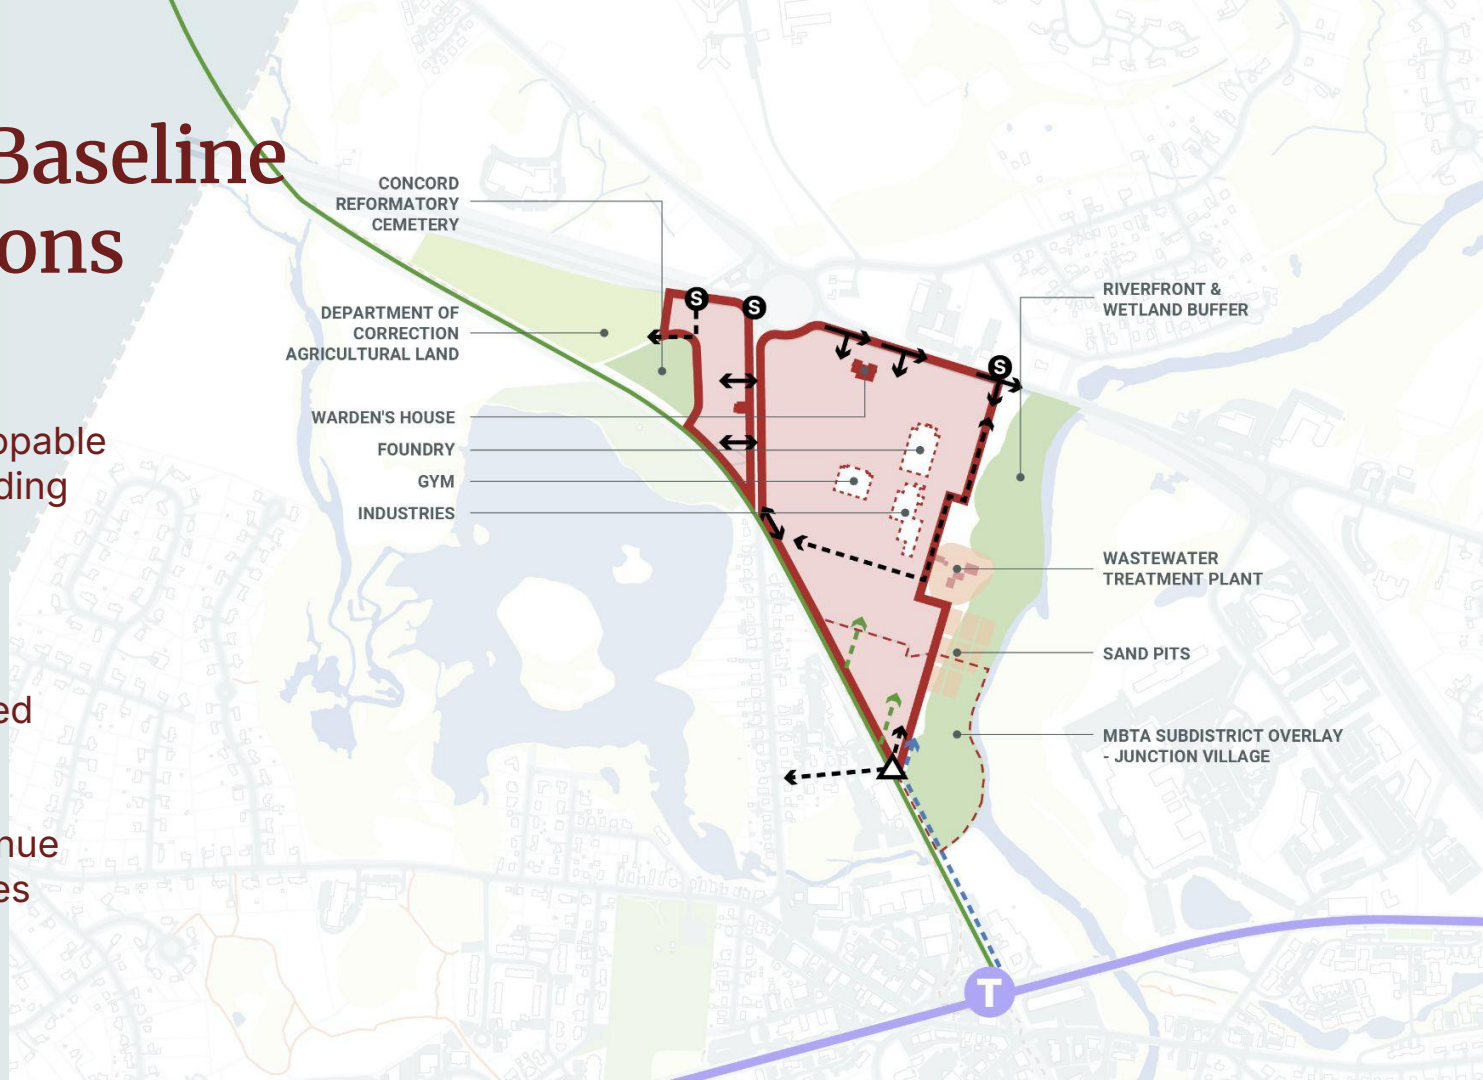 Baseline
ons
opable
ding
ed
nue
es
CONCORD
REFORMATORY
CEMETERY
DEPARTMENT OF
CORRECTION
AGRICULTURAL LAND
WARDEN'S HOUSE
FOUNDRY
GYM
INDUSTRIES
S
S
S
RIVERFRONT &
WETLAND BUFFER
WASTEWATER
TREATMENT PLANT
SAND PITS
MBTA SUBDISTRICT OVERLAY
- JUNCTION VILLAGE
T